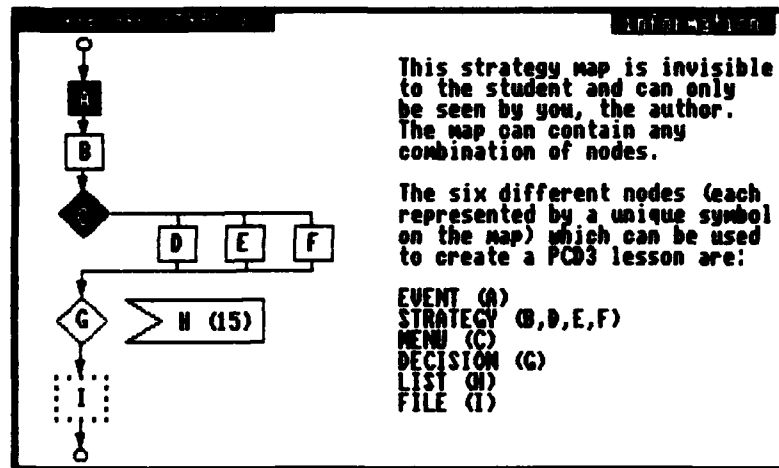 Information
A
B
C
D E F
G H (15)
I
This strategy map is invisible
to the student and can only
be seen by you, the author.
The map can contain any
combination of nodes.
The six different nodes (each
represented by a unique symbol
on the map) which can be used
to create a PCD3 lesson are:
EVENT (A)
STRATEGY (B,D,E,F)
MENU (C)
DECISION (G)
LIST (H)
FILE (I)